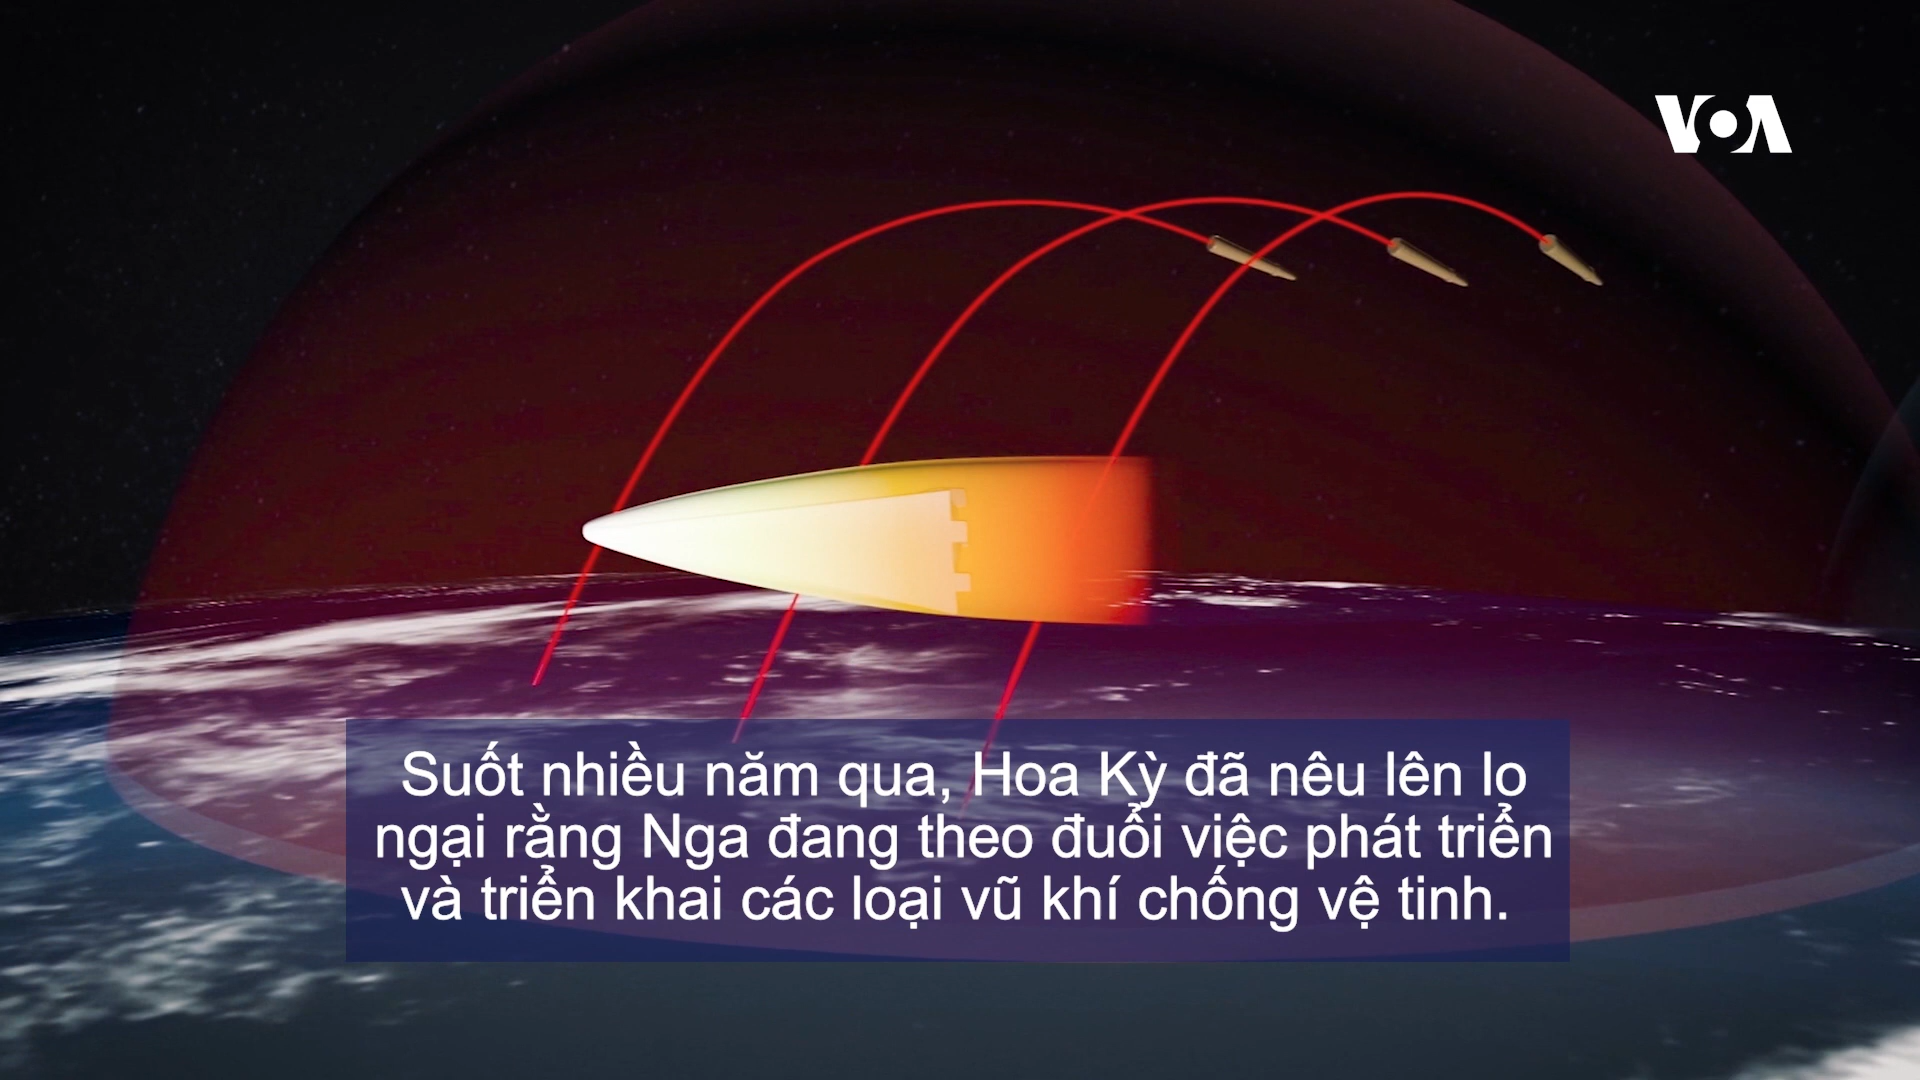 VOA
Suốt nhiều năm qua, Hoa Kỳ đã nêu lên lo
ngại rằng Nga đang theo đuổi việc phát triển
và triển khai các loại vũ khí chống vệ tinh.